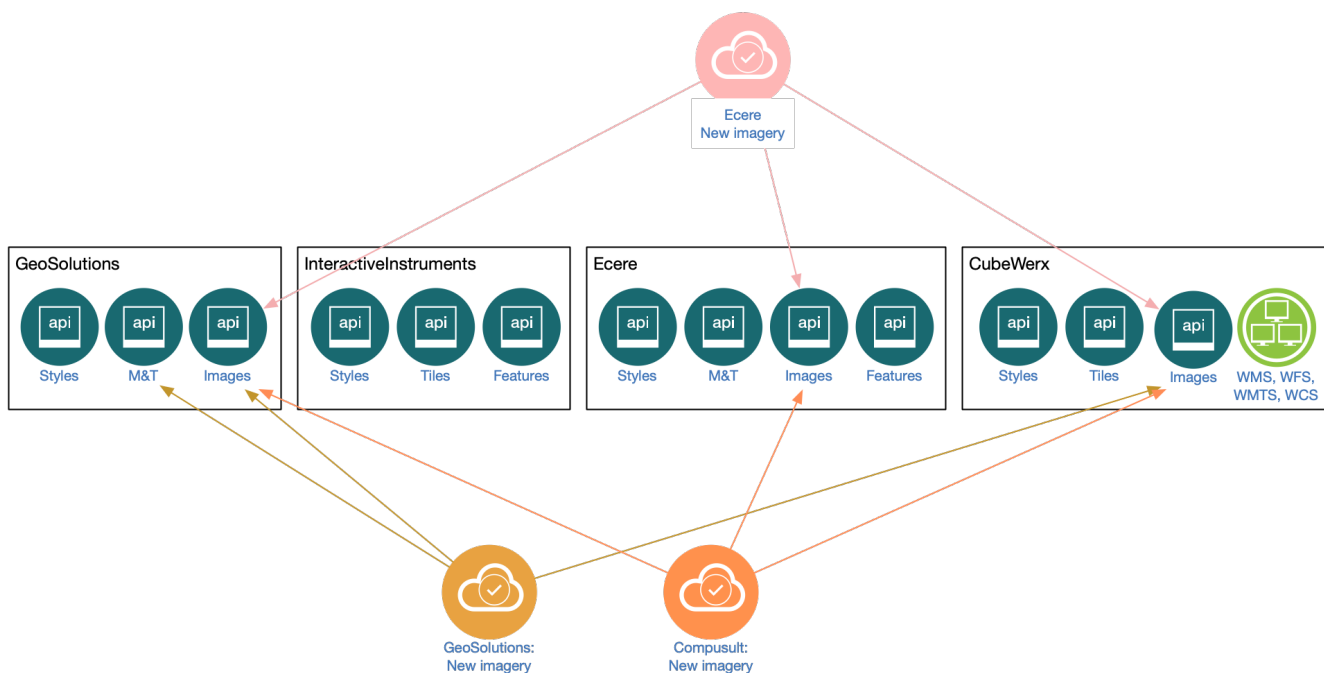 Ecere
New imagery
GeoSolutions
api
api
api
Styles
M&T
Images
InteractiveInstruments
api
api
api
Styles
Tiles
Features
Ecere
api
api
api
api
Styles
M&T
Images
Features
CubeWerx
api
api
api
Styles
Tiles
Images
WMS, WFS,
WMTS, WCS
GeoSolutions:
New imagery
Compusult:
New imagery